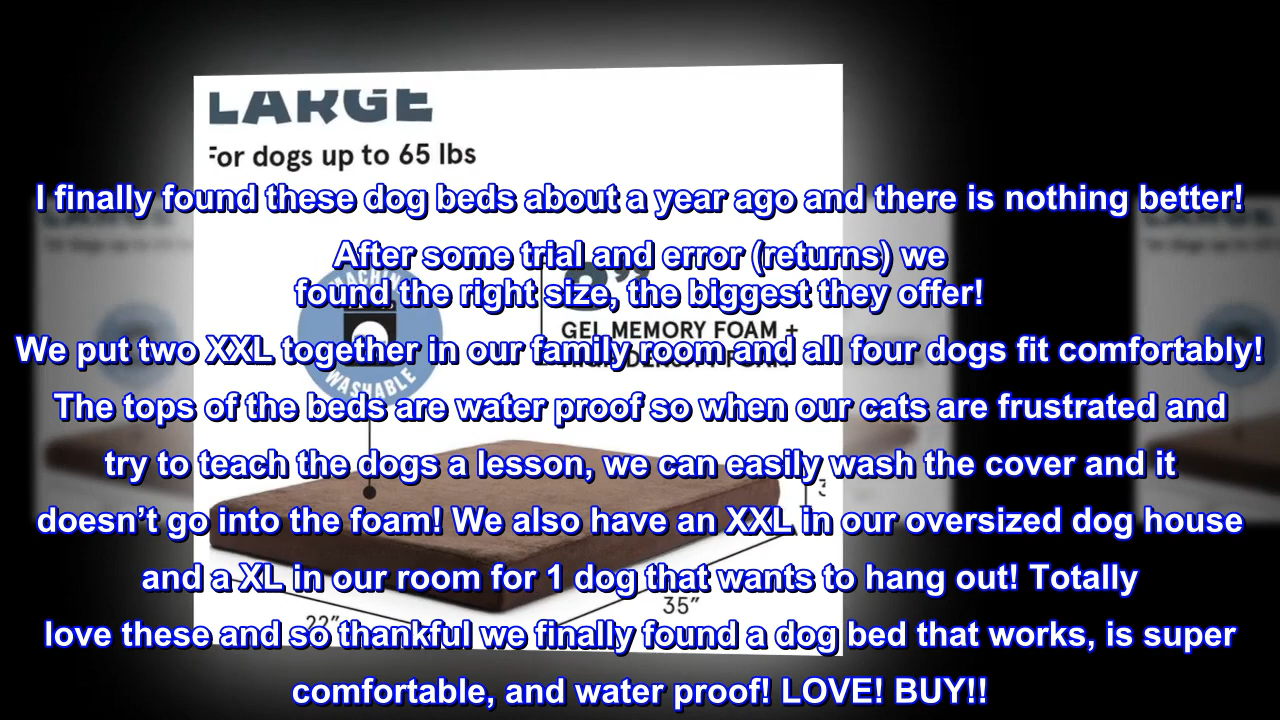 LARGE
For dogs up to 65 lbs
I finally found these dog beds about a year ago and there is nothing better!
After some trial and error (returns) we
found the right size, the biggest they offer!
MACHINE
WASHABLE
GEL MEMORY FOAM +
We put two XXL together in our family room and all four dogs fit comfortably!
The tops of the beds are water proof so when our cats are frustrated and
try to teach the dogs a lesson, we can easily wash the cover and it
doesn’t go into the foam! We also have an XXL in our oversized dog house
and a XL in our room for 1 dog that wants to hang out! Totally
35”
22”
love these and so thankful we finally found a dog bed that works, is super
comfortable, and water proof! LOVE! BUY!!